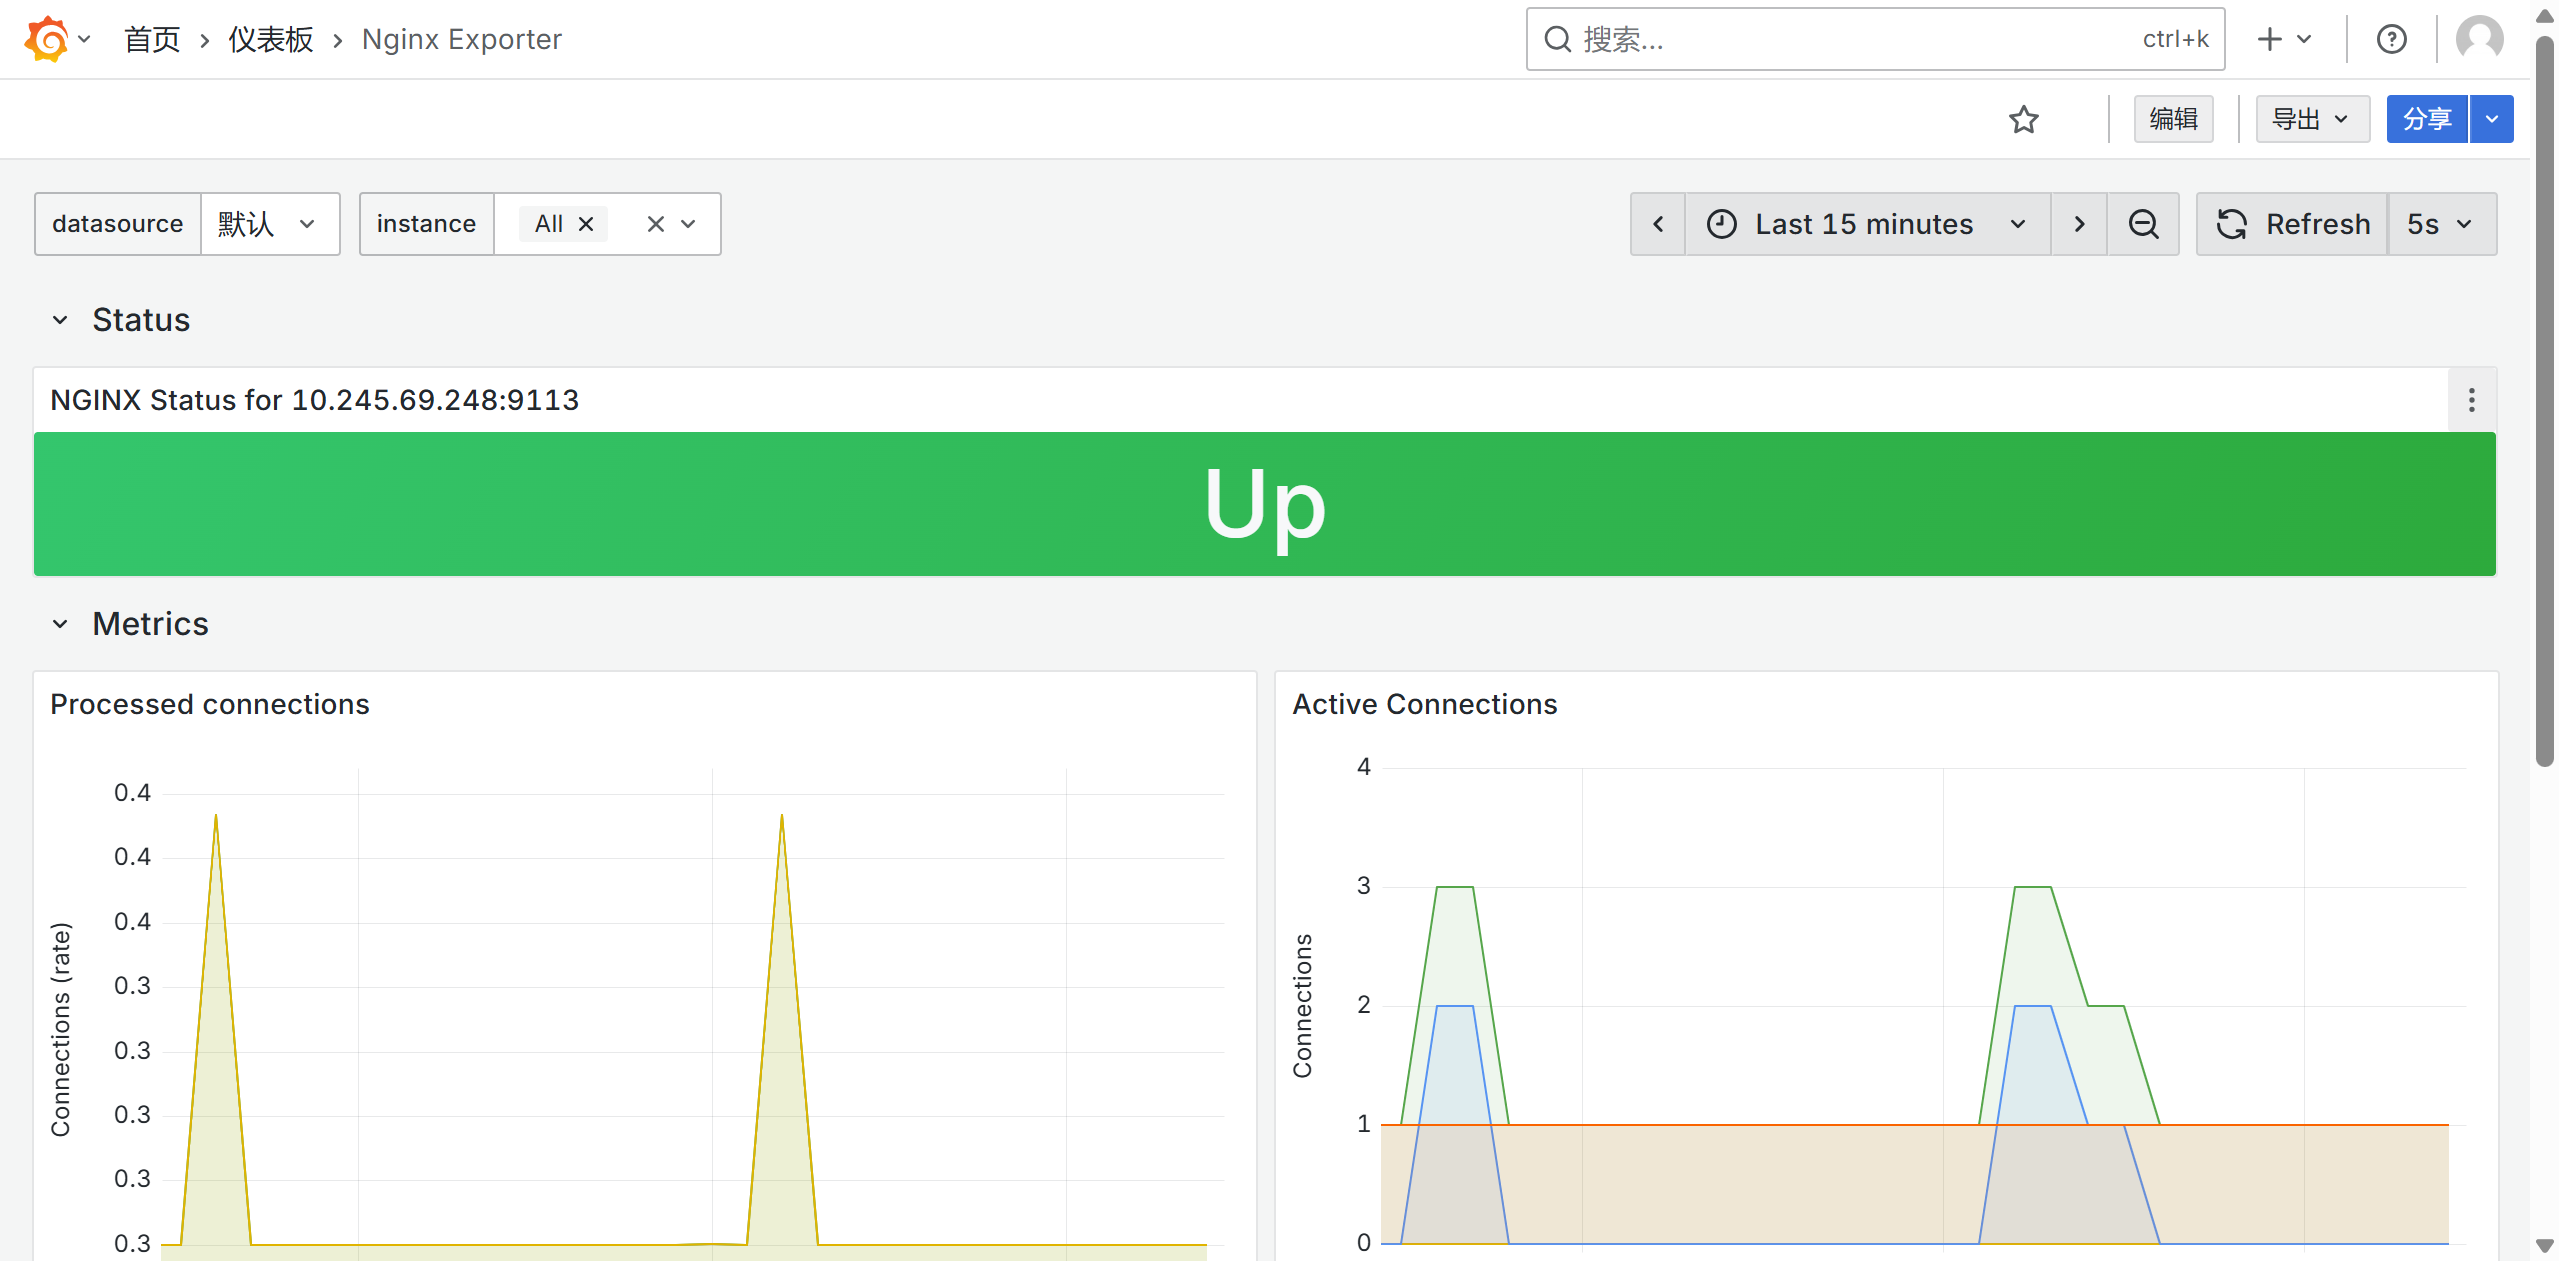 首页 › 仪表板 › Nginx Exporter
搜索... ctrl+k
编辑 导出 分享
datasource 默认 instance All Last 15 minutes Refresh 5s
Status
NGINX Status for 10.245.69.248:9113
Up
Metrics
Processed connections
Connections (rate)
0.4
0.4
0.4
0.3
0.3
0.3
0.3
0.3
Active Connections
Connections
4
3
2
1
0